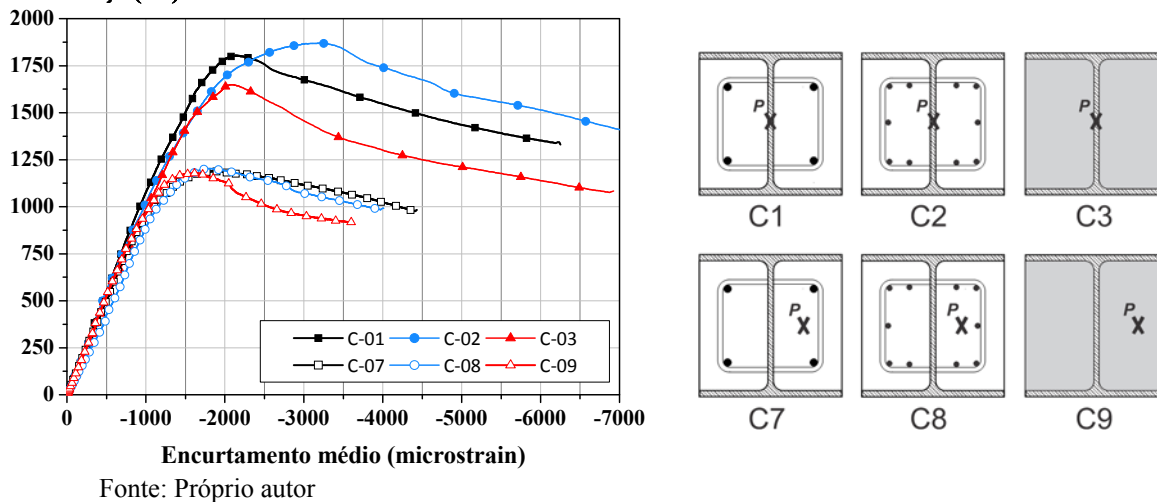 2000
1750
1500
1250
1000
750
500
250
0
0 -1000 -2000 -3000 -4000 -5000 -6000 -7000
C-01 C-02 C-03
C-07 C-08 C-09
Encurtamento médio (microstrain)
Fonte: Próprio autor
P P P
C1 C2 C3
P P P
C7 C8 C9